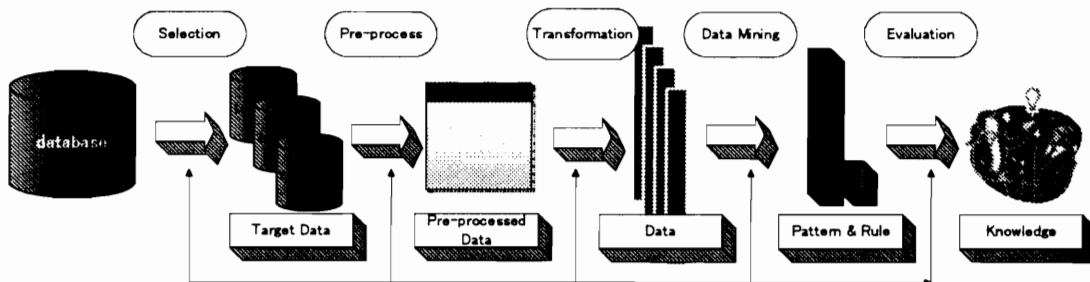 Selection
Pre-process
Transformation
Data Mining
Evaluation
database
Target Data
Pre-processed
Data
Data
Pattern & Rule
Knowledge